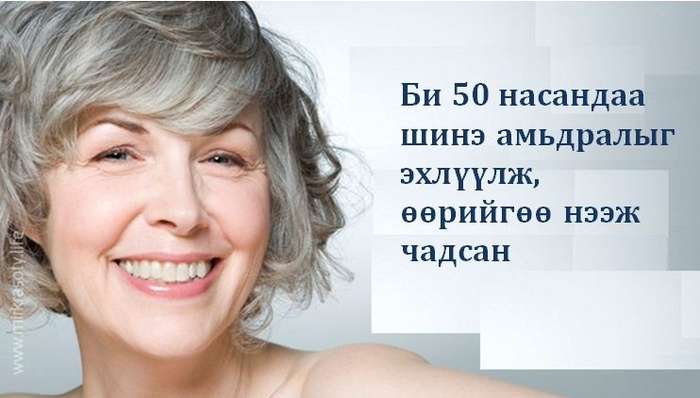 Би 50 насандаа
шинэ амьдралыг
эхлүүлж,
өөрийгөө нээж
чадсан